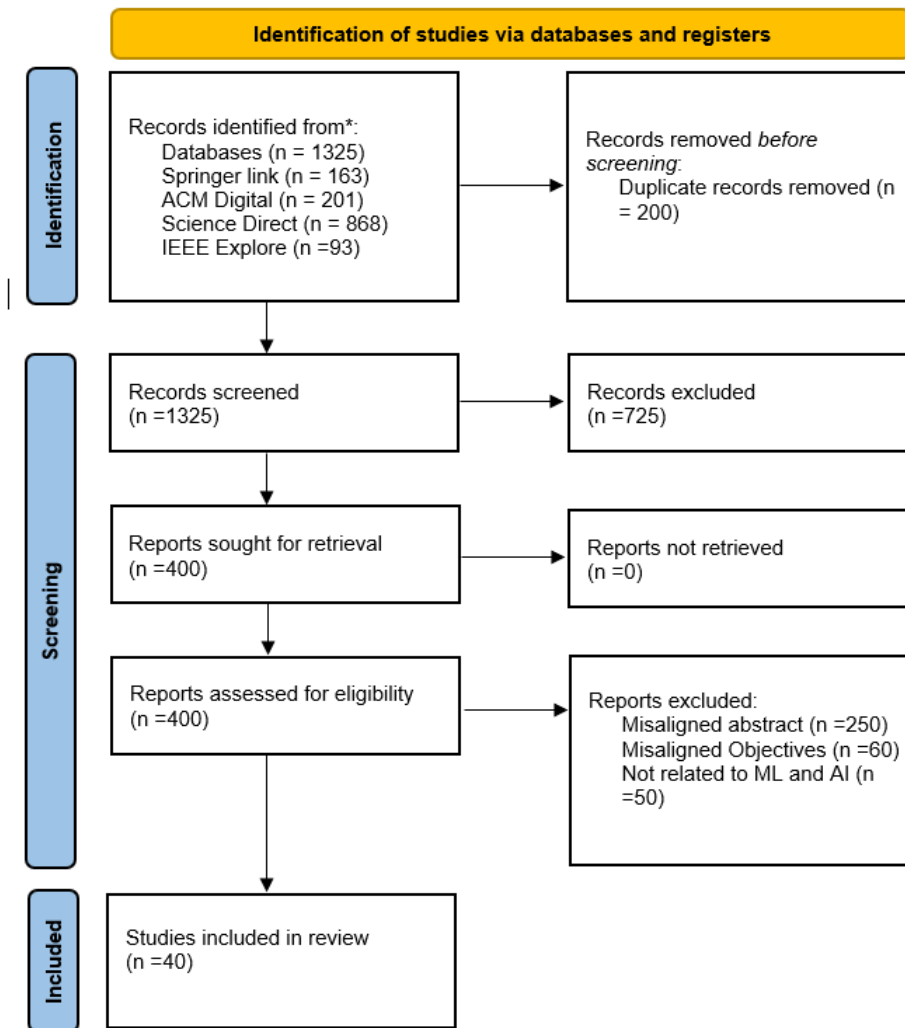 Identification of studies via databases and registers
Identification
Records identified from*:
Databases (n = 1325)
Springer link (n = 163)
ACM Digital (n = 201)
Science Direct (n = 868)
IEEE Explore (n =93)
Records removed before
screening:
Duplicate records removed (n
= 200)
Screening
Records screened
(n =1325)
Records excluded
(n =725)
Reports sought for retrieval
(n =400)
Reports not retrieved
(n =0)
Reports assessed for eligibility
(n =400)
Reports excluded:
Misaligned abstract (n =250)
Misaligned Objectives (n =60)
Not related to ML and AI (n
=50)
Included
Studies included in review
(n =40)